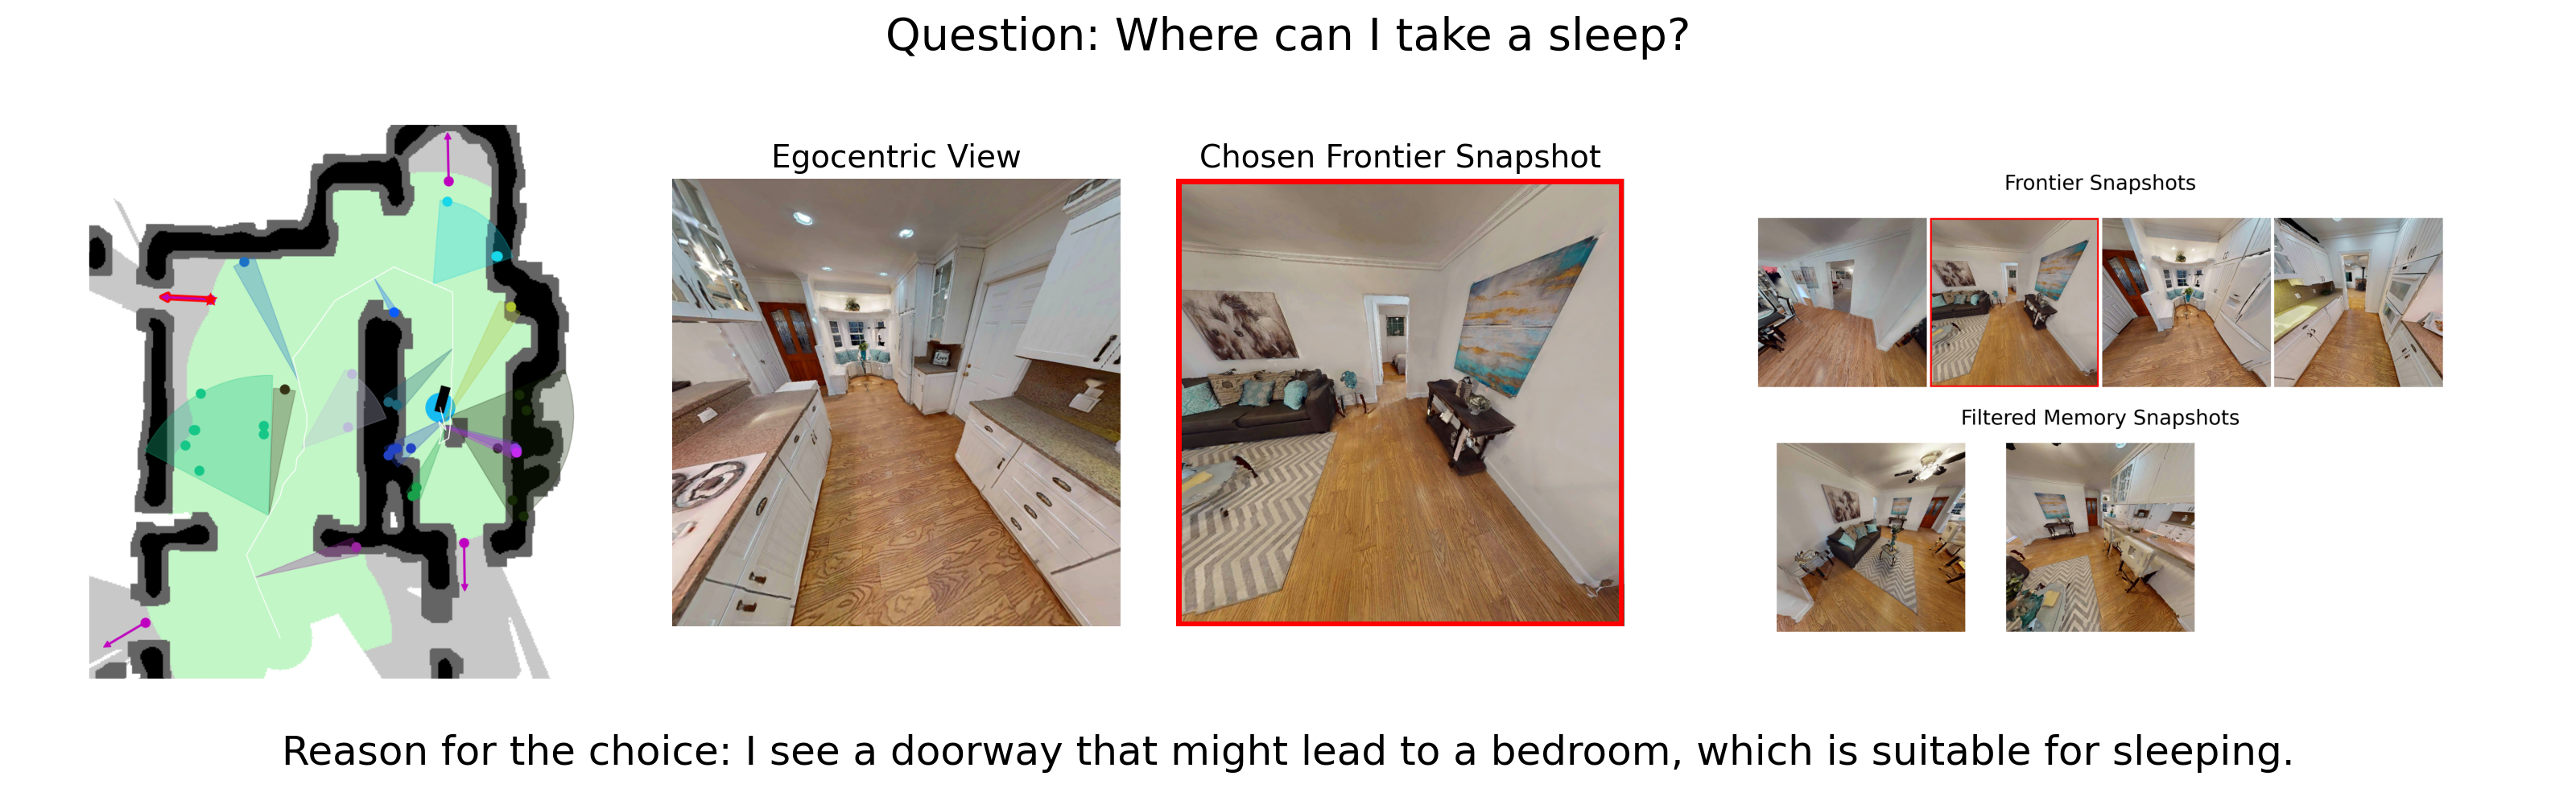 Question: Where can I take a sleep?
Egocentric View
Chosen Frontier Snapshot
Frontier Snapshots
Filtered Memory Snapshots
Reason for the choice: I see a doorway that might lead to a bedroom, which is suitable for sleeping.